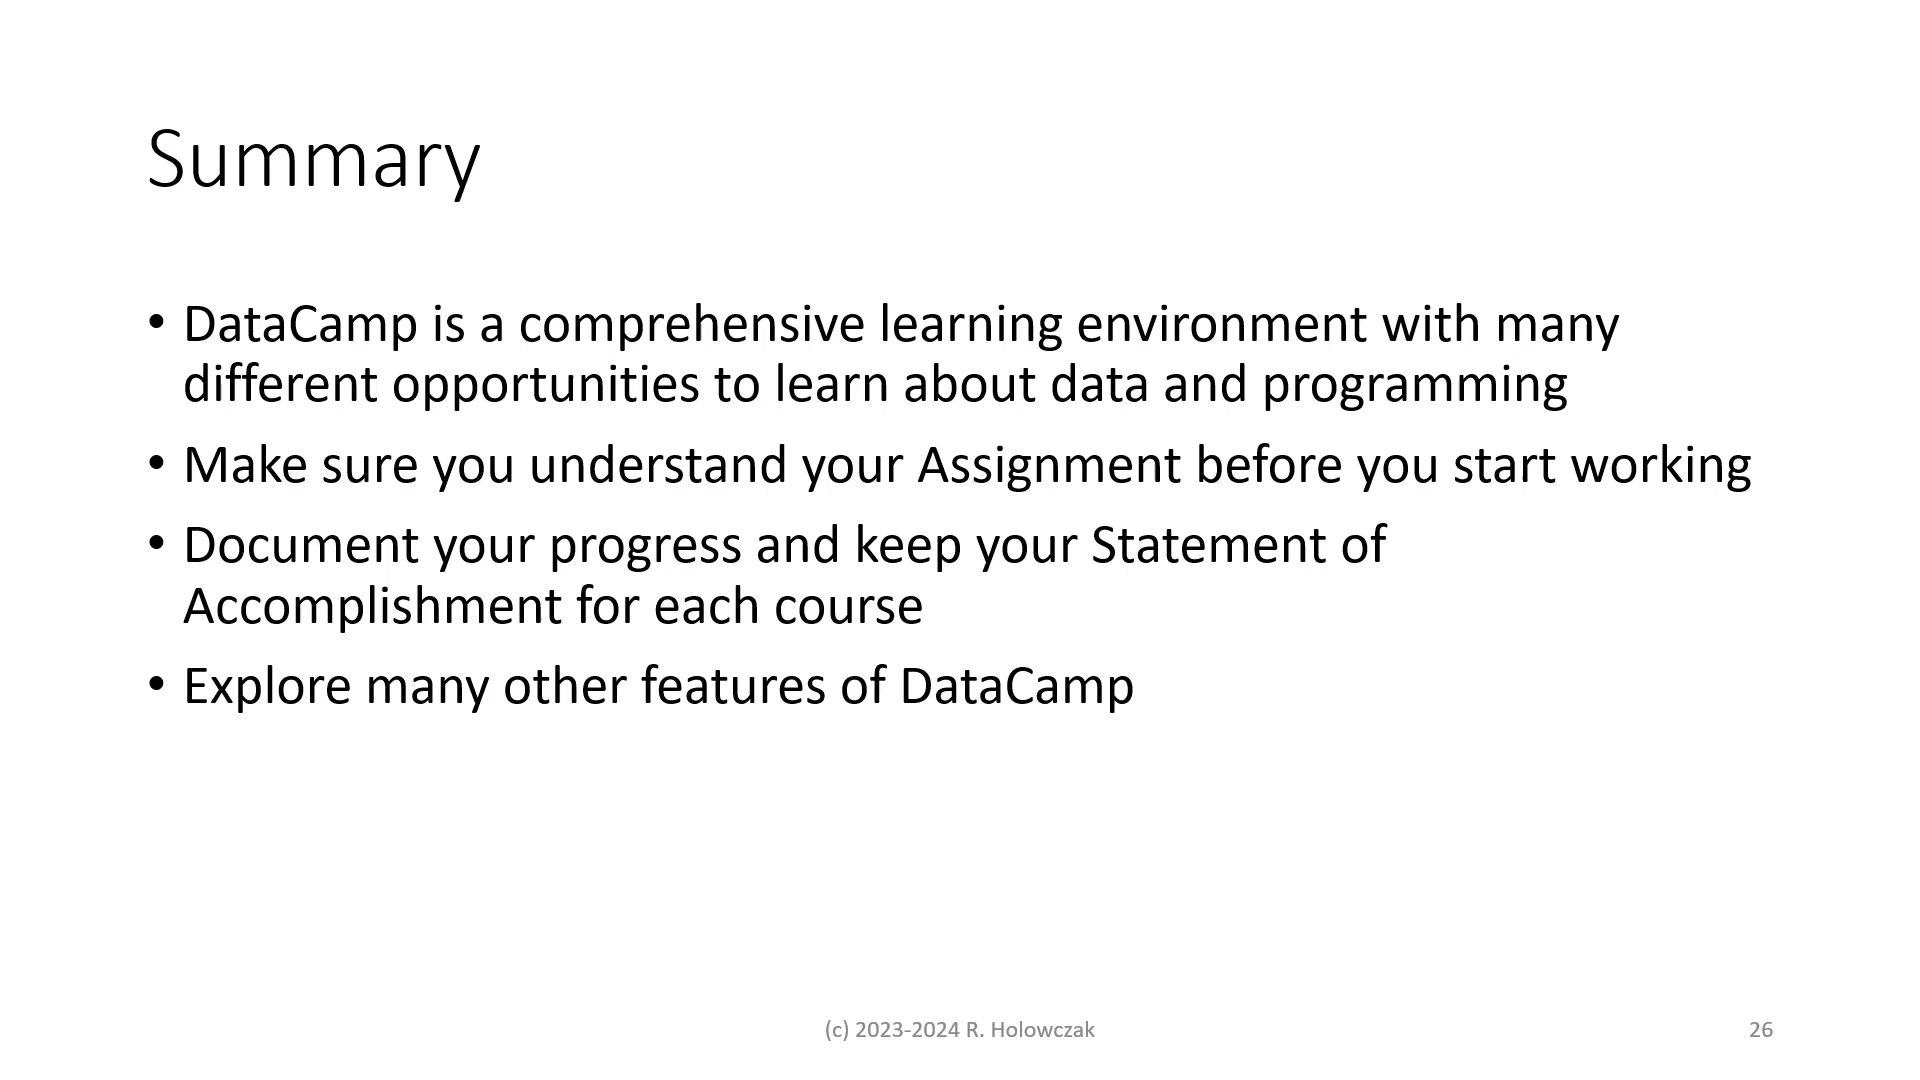 Summary
• DataCamp is a comprehensive learning environment with many
different opportunities to learn about data and programming
• Make sure you understand your Assignment before you start working
• Document your progress and keep your Statement of
Accomplishment for each course
• Explore many other features of DataCamp
(c) 2023-2024 R. Holowczak
26